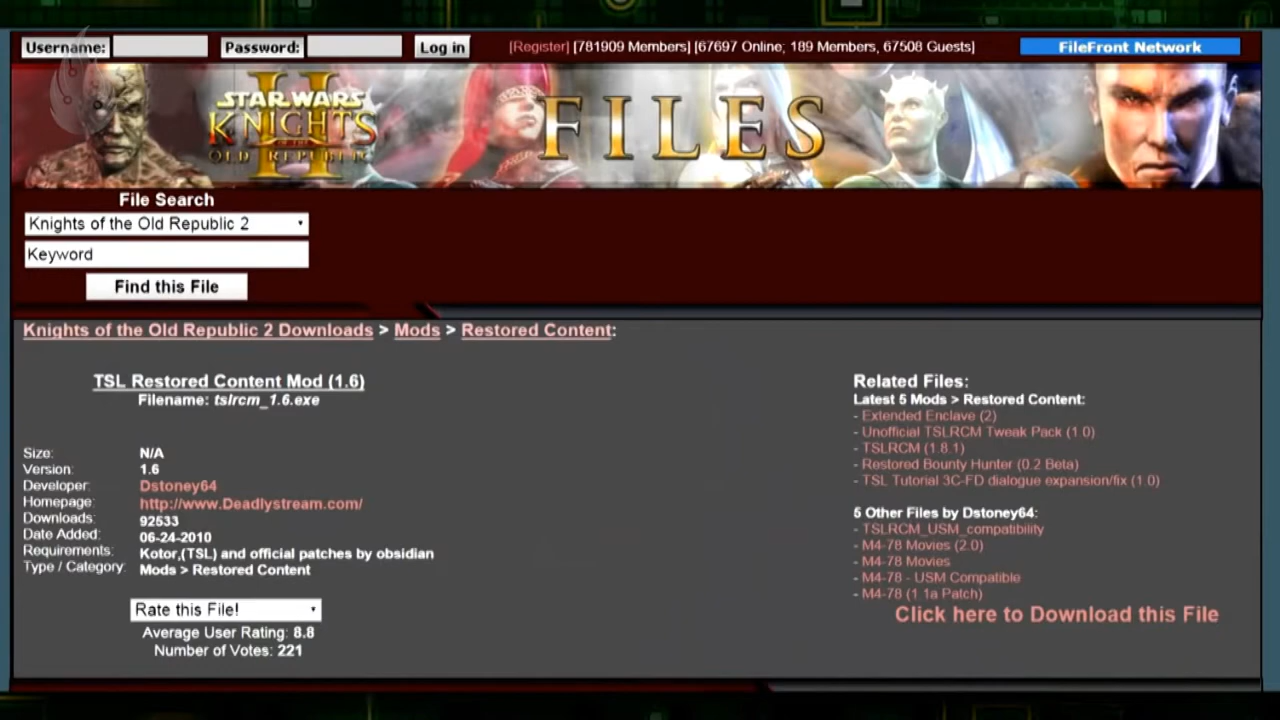 Username: Password: Log in [Register] [781909 Members] [67697 Online; 189 Members, 67508 Guests] FileFront Network
STAR WARS
KNIGHTS
OF THE
OLD REPUBLIC
II
FILES
File Search
Knights of the Old Republic 2
Keyword
Find this File
Knights of the Old Republic 2 Downloads > Mods > Restored Content:
TSL Restored Content Mod (1.6)
Filename: tslrcm_1.6.exe
Size: N/A
Version: 1.6
Developer: Dstoney64
Homepage: http://www.Deadlystream.com/
Downloads: 92533
Date Added: 06-24-2010
Requirements: Kotor,(TSL) and official patches by obsidian
Type / Category: Mods > Restored Content
Rate this File!
Average User Rating: 8.8
Number of Votes: 221
Related Files:
Latest 5 Mods > Restored Content:
- Extended Enclave (2)
- Unofficial TSLRCM Tweak Pack (1.0)
- TSLRCM (1.8.1)
- Restored Bounty Hunter (0.2 Beta)
- TSL Tutorial 3C-FD dialogue expansion/fix (1.0)
5 Other Files by Dstoney64:
- TSLRCM_USM_compatibility
- M4-78 Movies (2.0)
- M4-78 Movies
- M4-78 - USM Compatible
- M4-78 (1.1a Patch)
Click here to Download this File